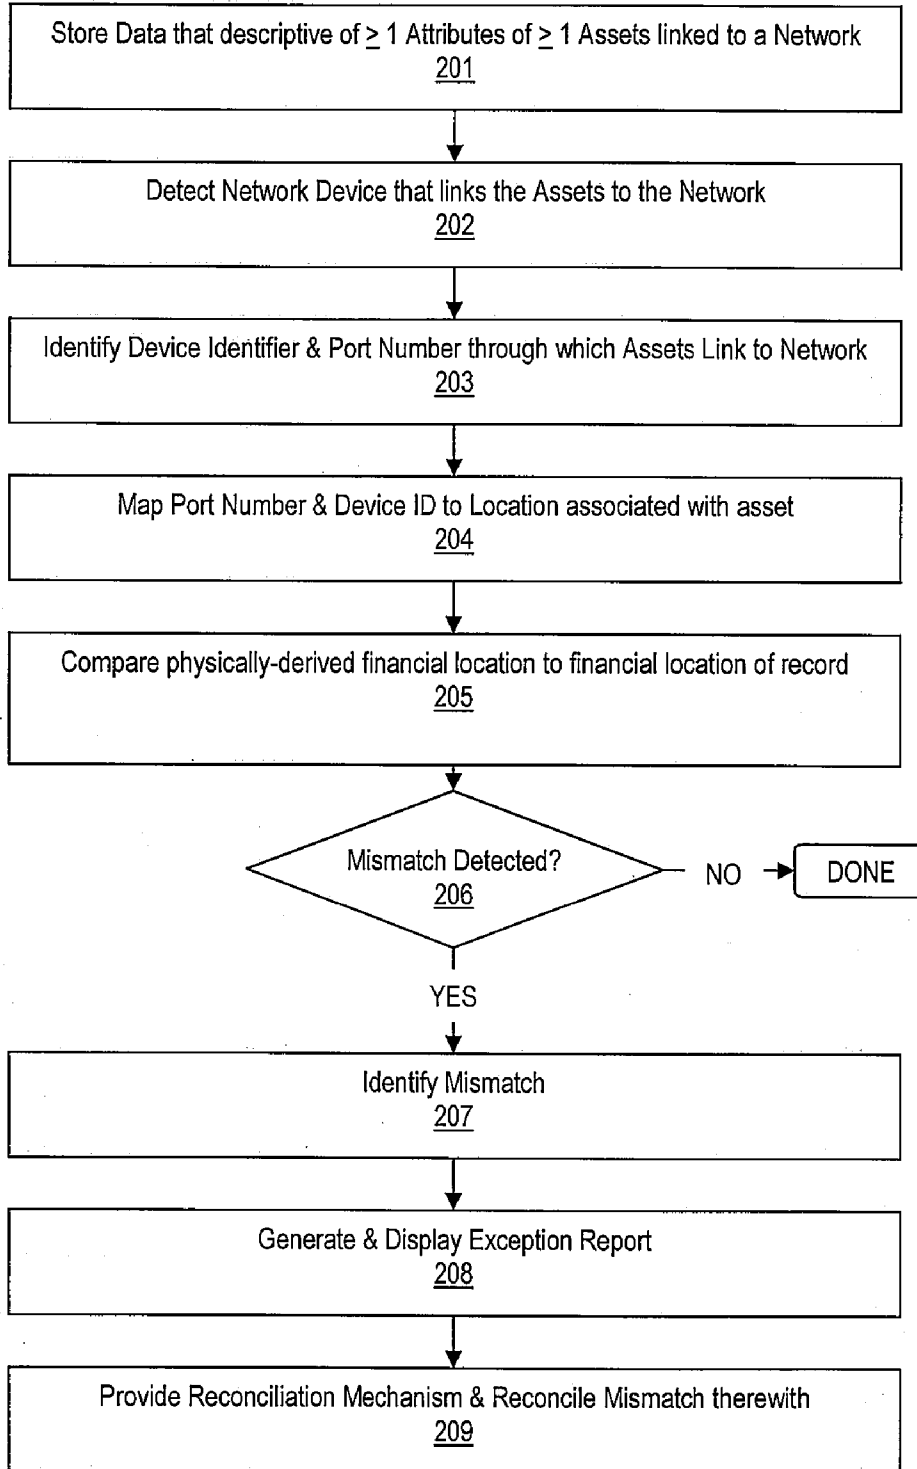 Store Data that descriptive of ≥ 1 Attributes of ≥ 1 Assets linked to a Network
201
Detect Network Device that links the Assets to the Network
202
Identify Device Identifier & Port Number through which Assets Link to Network
203
Map Port Number & Device ID to Location associated with asset
204
Compare physically-derived financial location to financial location of record
205
Mismatch Detected?
206
NO
DONE
YES
Identify Mismatch
207
Generate & Display Exception Report
208
Provide Reconciliation Mechanism & Reconcile Mismatch therewith
209